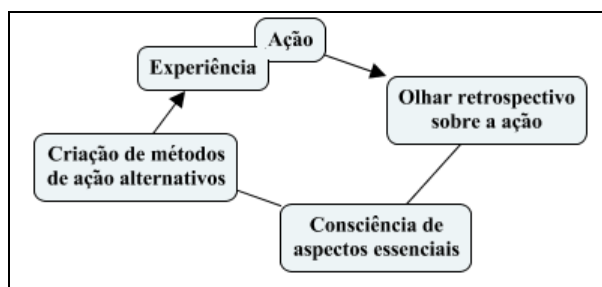 Ação
Experiência
Olhar retrospectivo
sobre a ação
Criação de métodos
de ação alternativos
Consciência de
aspectos essenciais